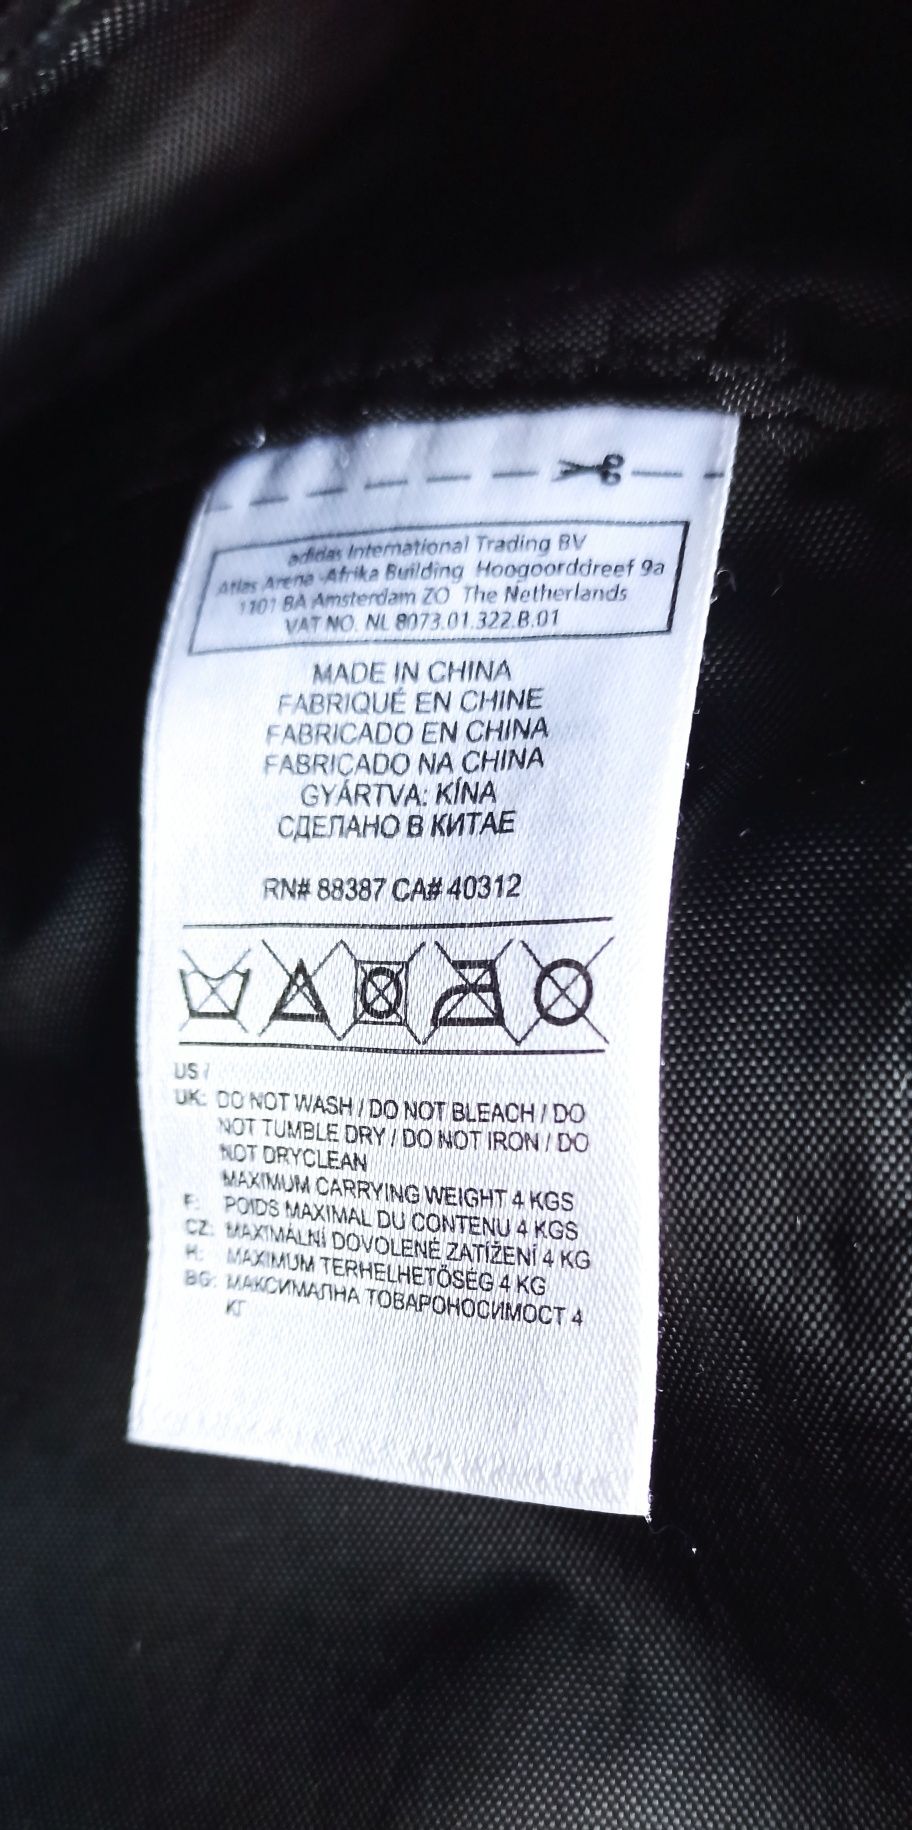 adidas International Trading BV
Atlas Arena -Afrika Building Hoogoorddreef 9a
1101 BA Amsterdam ZO The Netherlands
VAT NO. NL 8073.01.322.B.01
MADE IN CHINA
FABRIQUÉ EN CHINE
FABRICADO EN CHINA
FABRICADO NA CHINA
GYÁRTVA: KÍNA
СДЕЛАНО В КИТАЕ
RN# 88387 CA# 40312
US /
UK: DO NOT WASH / DO NOT BLEACH / DO
NOT TUMBLE DRY / DO NOT IRON / DO
NOT DRYCLEAN
MAXIMUM CARRYING WEIGHT 4 KGS
F: POIDS MAXIMAL DU CONTENU 4 KGS
CZ: MAXIMÁLNÍ DOVOLENÉ ZATÍŽENÍ 4 KG
H: MAXIMUM TERHELHETŐSÉG 4 KG
BG: МАКСИМАЛНА ТОВАРОНОСИМОСТ 4
КГ